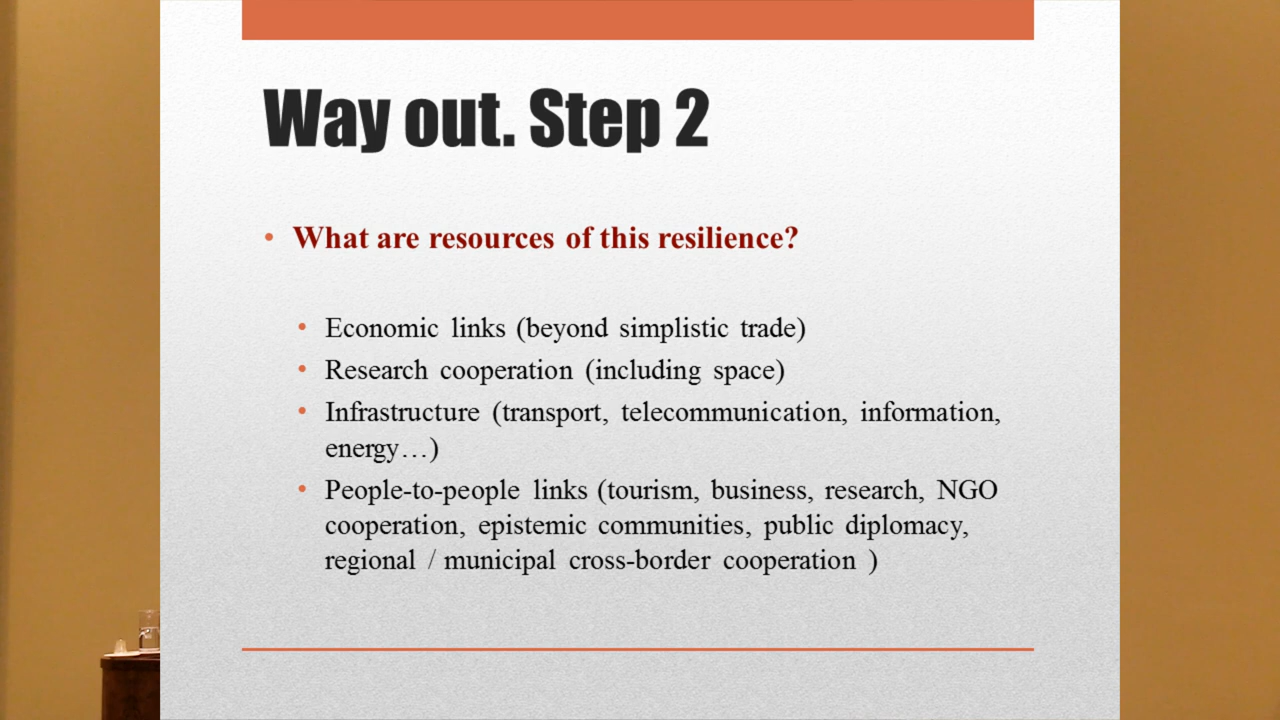 Way out. Step 2
• What are resources of this resilience?
• Economic links (beyond simplistic trade)
• Research cooperation (including space)
• Infrastructure (transport, telecommunication, information,
energy…)
• People-to-people links (tourism, business, research, NGO
cooperation, epistemic communities, public diplomacy,
regional / municipal cross-border cooperation )